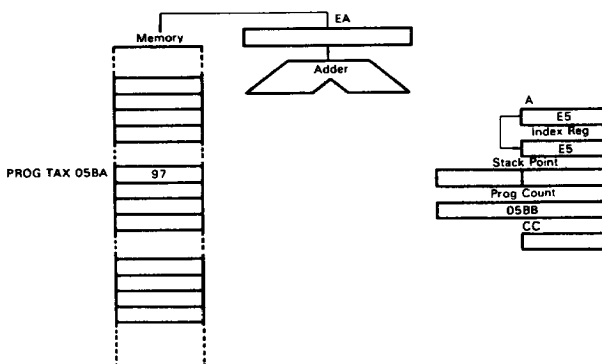 EA
Memory
Adder
A
E5
Index Reg
E5
Stack Point
PROG TAX 05BA 97
Prog Count
05BB
CC